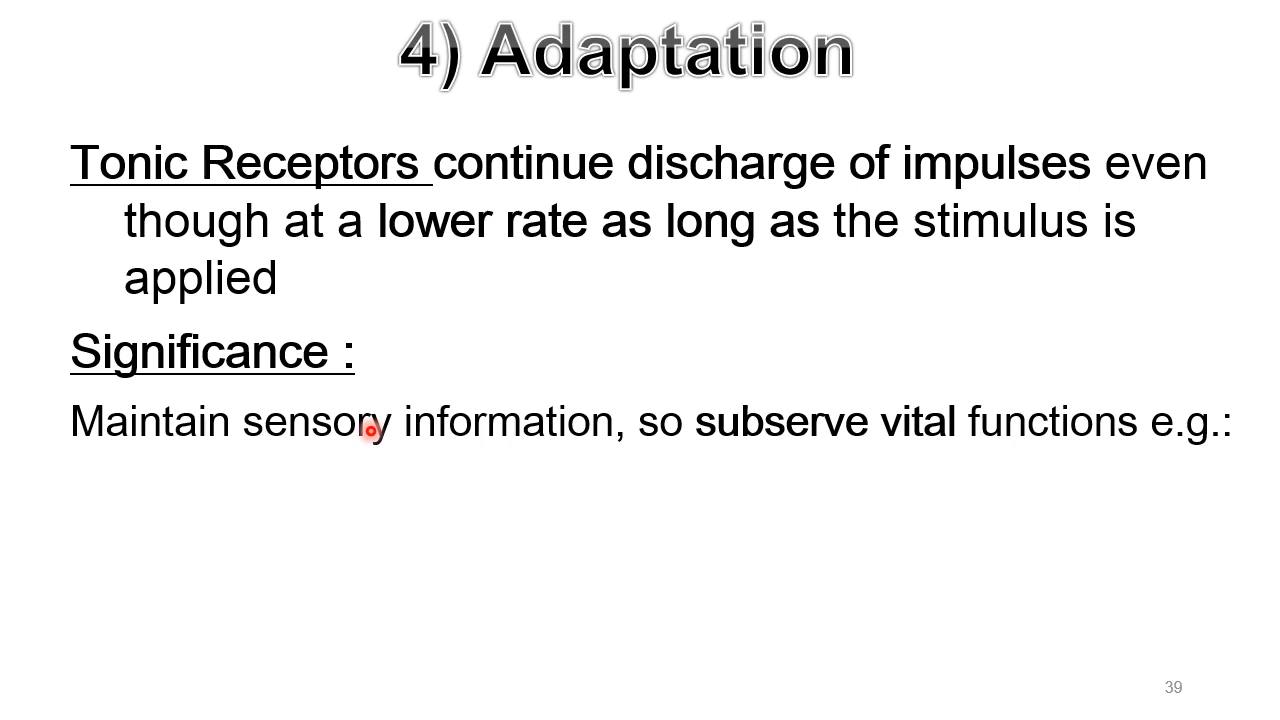 4) Adaptation
Tonic Receptors continue discharge of impulses even
though at a lower rate as long as the stimulus is
applied
Significance :
Maintain sensory information, so subserve vital functions e.g.:
39